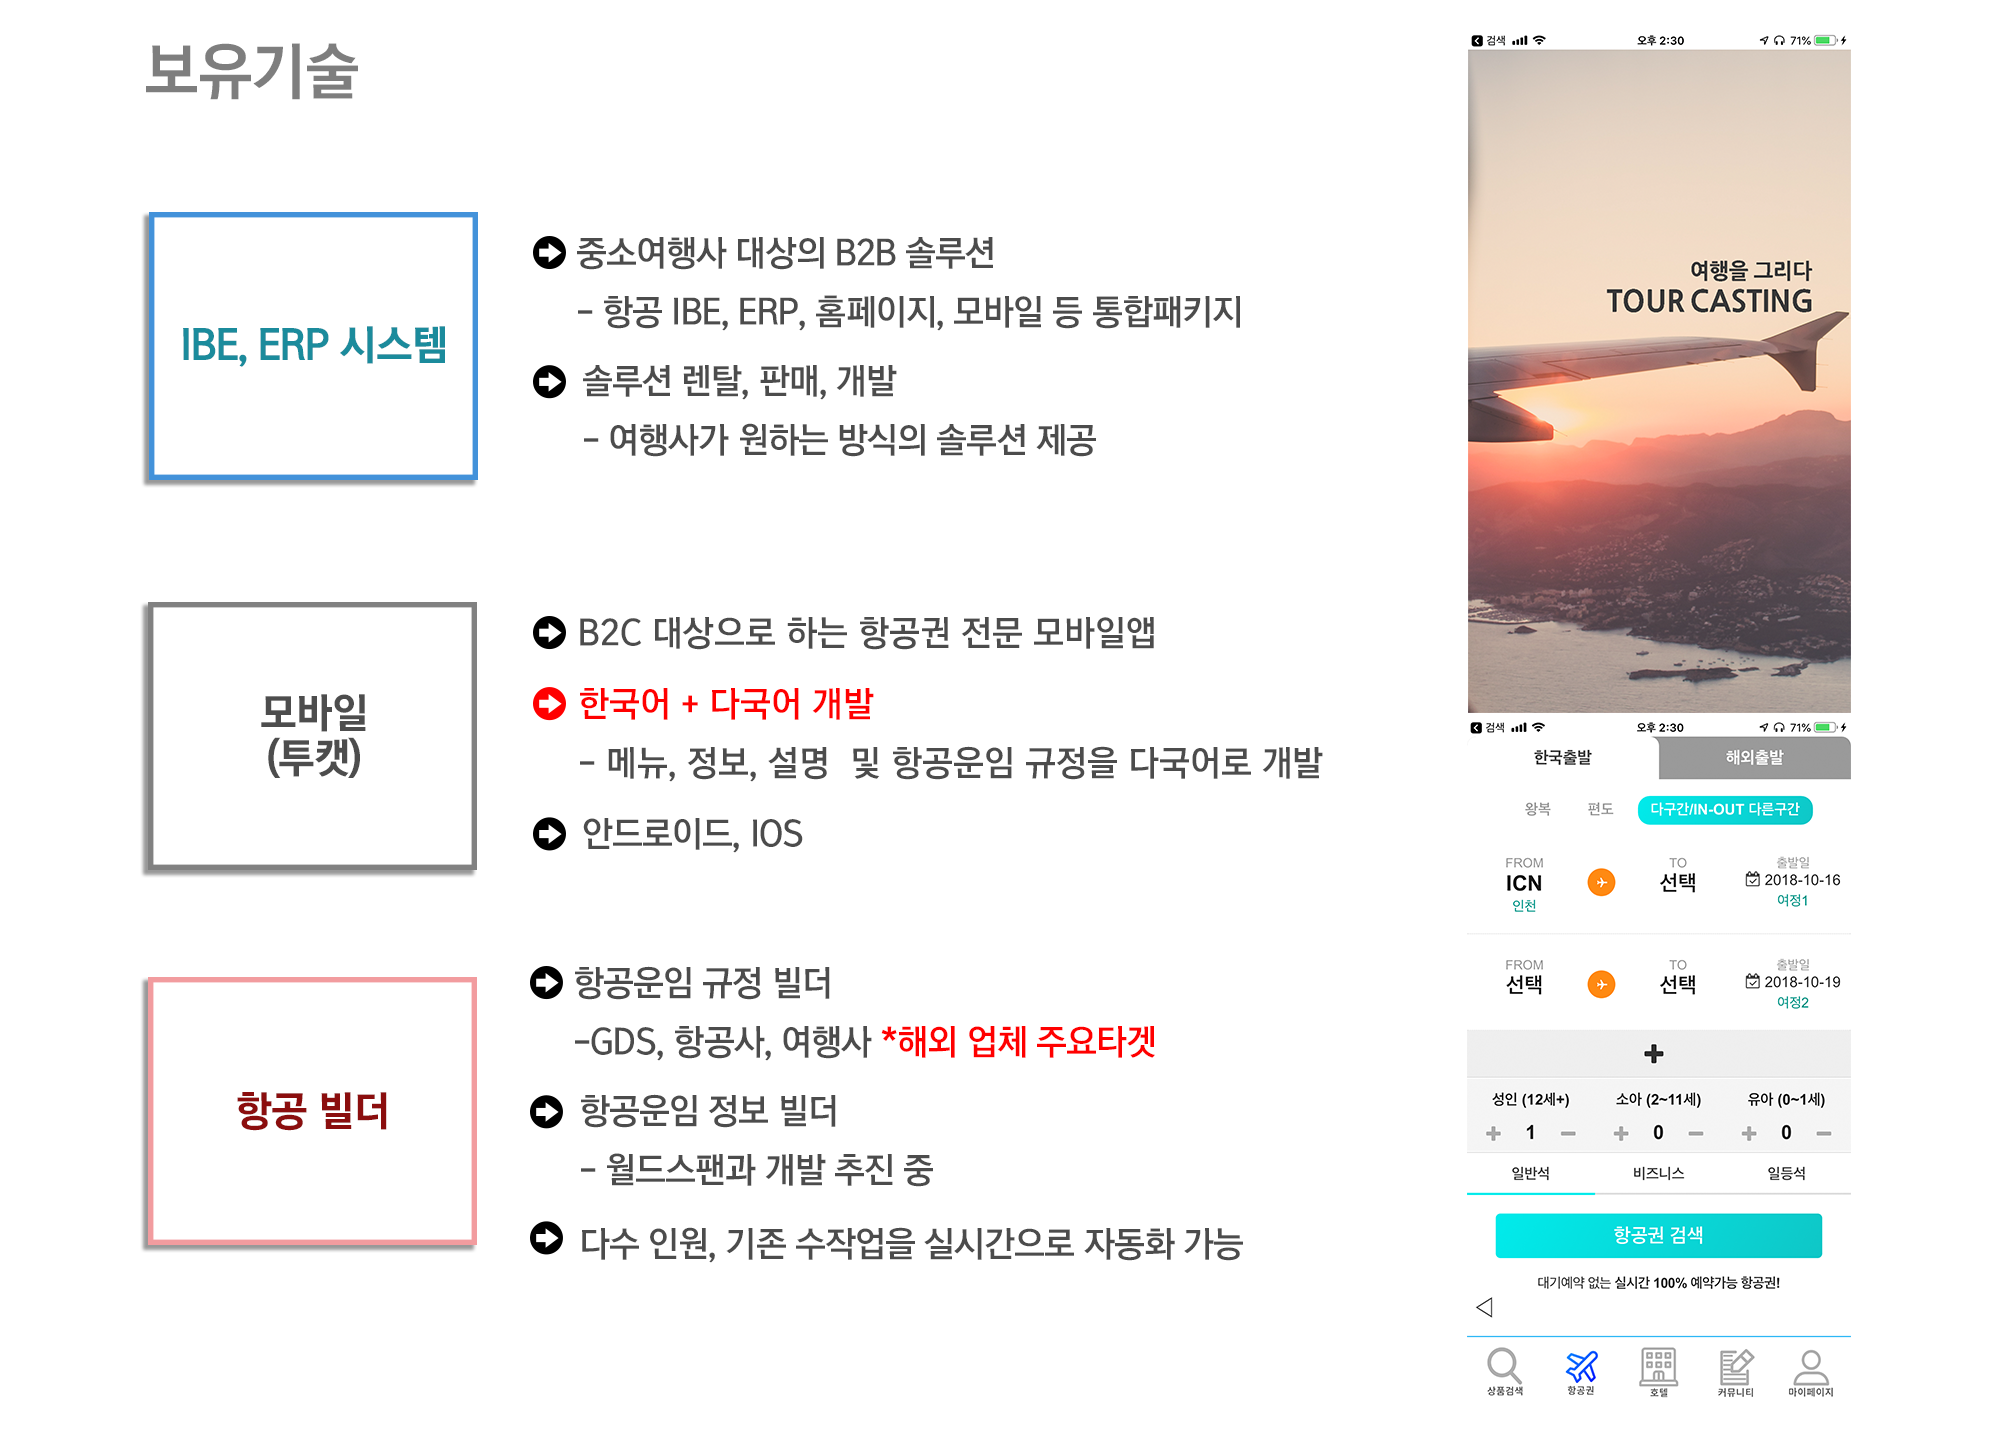 보유기술
IBE, ERP 시스템
중소여행사 대상의 B2B 솔루션
- 항공 IBE, ERP, 홈페이지, 모바일 등 통합패키지
솔루션 렌탈, 판매, 개발
- 여행사가 원하는 방식의 솔루션 제공
모바일
(투캣)
B2C 대상으로 하는 항공권 전문 모바일앱
한국어 + 다국어 개발
- 메뉴, 정보, 설명 및 항공운임 규정을 다국어로 개발
안드로이드, IOS
항공 빌더
항공운임 규정 빌더
-GDS, 항공사, 여행사 *해외 업체 주요타겟
항공운임 정보 빌더
- 월드스팬과 개발 추진 중
다수 인원, 기존 수작업을 실시간으로 자동화 가능
검색 오후 2:30 71%
여행을 그리다
TOUR CASTING
검색 오후 2:30 71%
한국출발 해외출발
왕복 편도 다구간/IN-OUT 다른구간
FROM TO 출발일
ICN 선택 2018-10-16
인천 여정1
FROM TO 출발일
선택 선택 2018-10-19
여정2
+
성인 (12세+) 소아 (2~11세) 유아 (0~1세)
+ 1 - + 0 - + 0 -
일반석 비즈니스 일등석
항공권 검색
대기예약 없는 실시간 100% 예약가능 항공권!
상품검색 항공권 호텔 커뮤니티 마이페이지